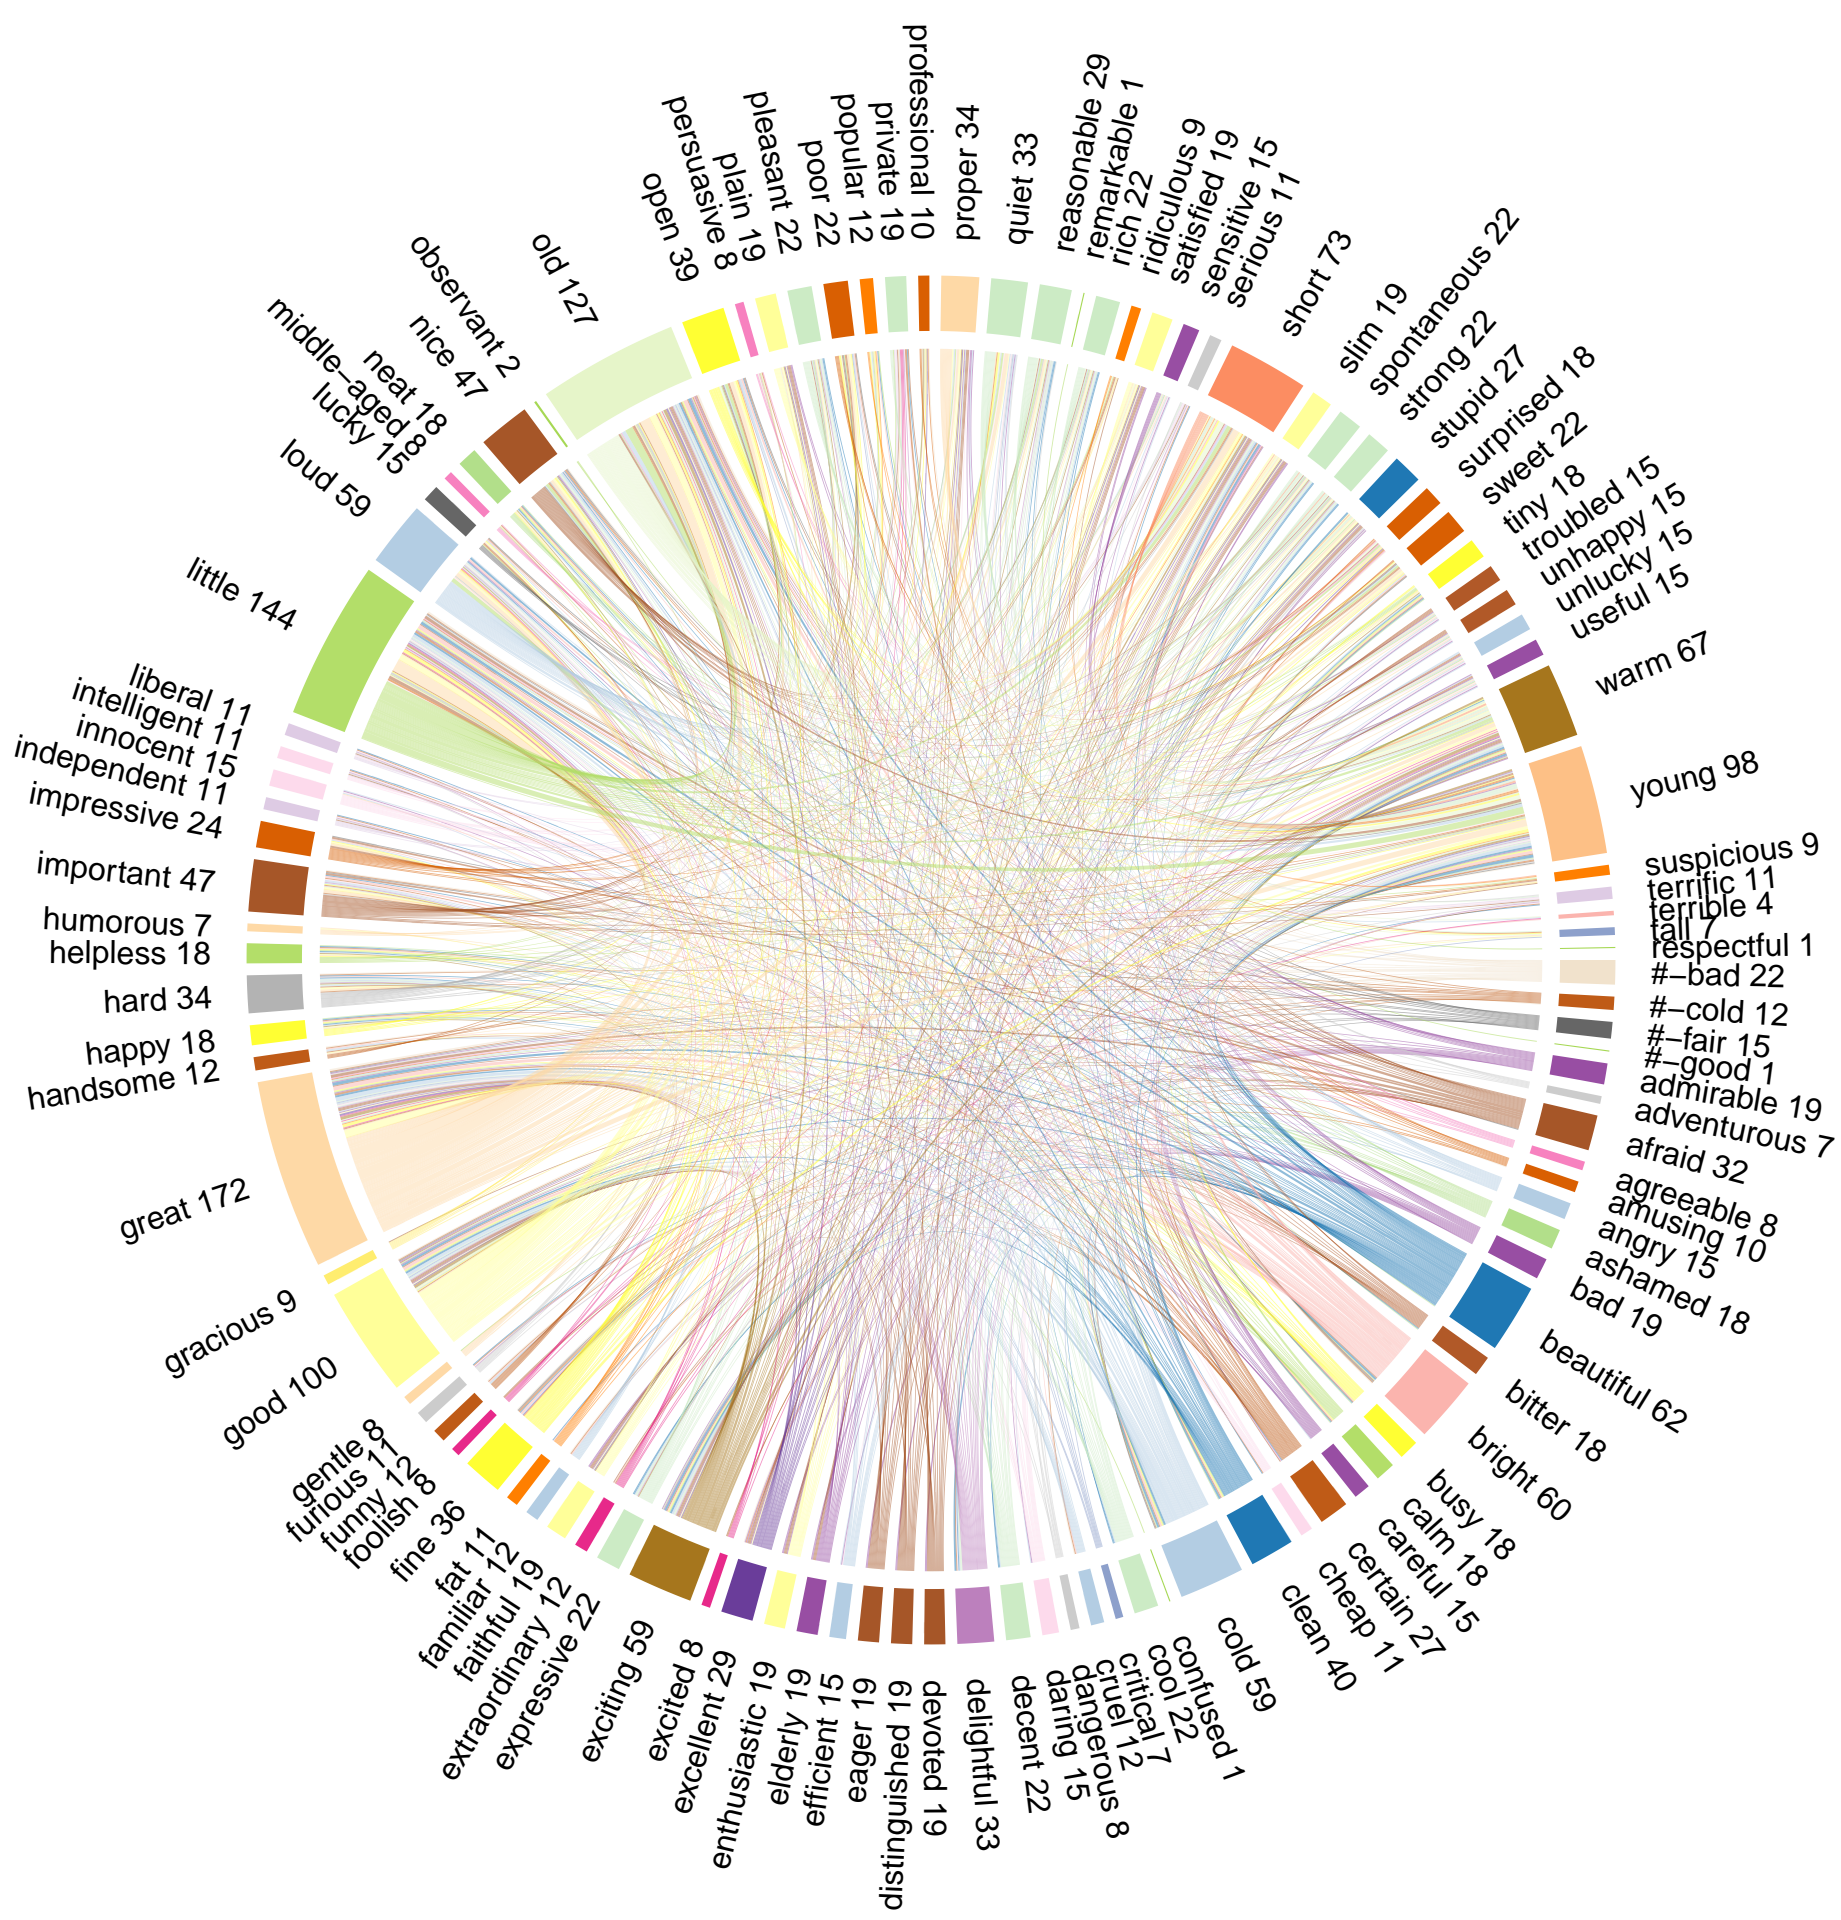 professional 10
proper 34
quiet 33
reasonable 29
remarkable 1
rich 22
ridiculous 9
satisfied 19
sensitive 15
serious 11
short 73
slim 19
spontaneous 22
strong 22
stupid 27
surprised 18
sweet 22
tiny 18
troubled 15
unhappy 15
unlucky 15
useful 15
warm 67
young 98
suspicious 9
terrific 11
terrible 4
tall 7
respectful 1
#−bad 22
#−cold 12
#−fair 15
#−good 1
admirable 19
adventurous 7
afraid 32
agreeable 8
amusing 10
angry 15
ashamed 18
bad 19
beautiful 62
bitter 18
bright 60
busy 18
calm 18
careful 15
certain 27
cheap 11
clean 40
cold 59
confused 1
cool 22
critical 7
cruel 12
dangerous 8
daring 15
decent 22
delightful 33
devoted 19
distinguished 19
eager 19
efficient 15
elderly 19
enthusiastic 19
excellent 29
excited 8
exciting 59
expressive 22
extraordinary 12
faithful 19
familiar 12
fat 11
fine 36
foolish 8
funny 12
furious 11
gentle 8
good 100
gracious 9
great 172
handsome 12
happy 18
hard 34
helpless 18
humorous 7
important 47
impressive 24
independent 11
innocent 15
intelligent 11
liberal 11
little 144
loud 59
lucky 15
middle−aged 8
neat 18
nice 47
observant 2
old 127
open 39
persuasive 8
plain 19
pleasant 22
poor 22
popular 12
private 19